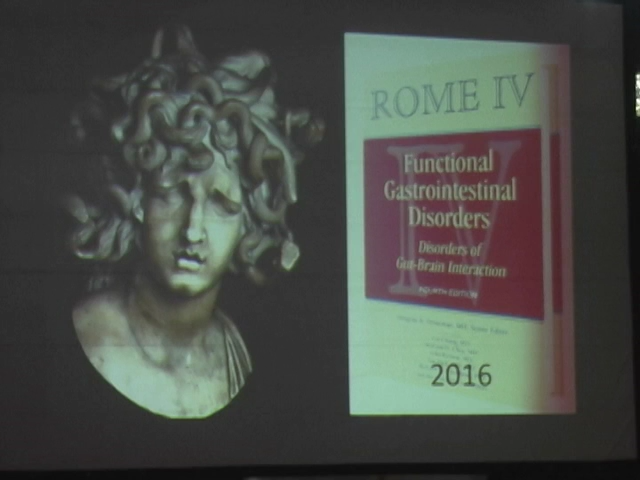 ROME IV
Functional
Gastrointestinal
Disorders
Disorders of
Gut-Brain Interaction
FOURTH EDITION
2016